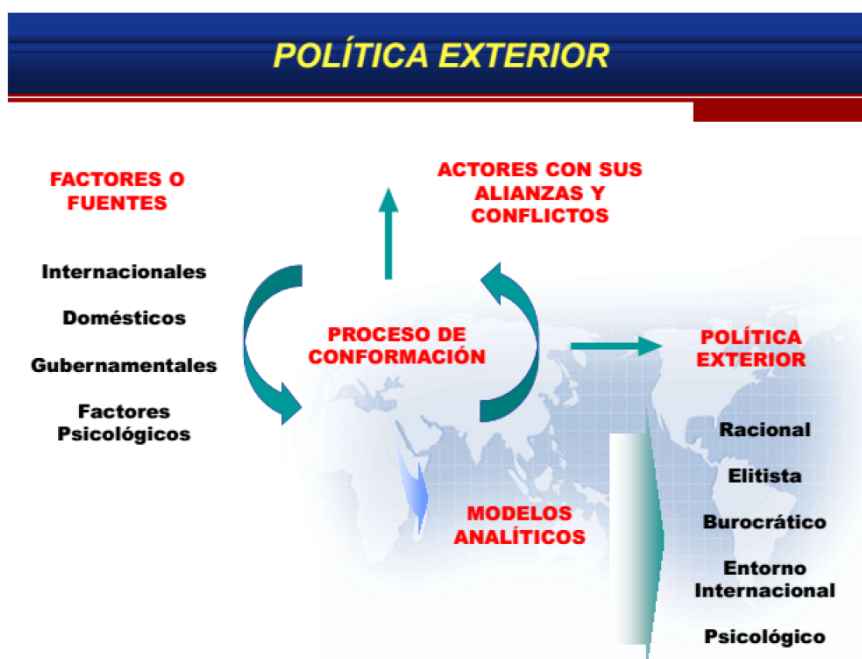 POLÍTICA EXTERIOR
FACTORES O
FUENTES
Internacionales
Domésticos
Gubernamentales
Factores
Psicológicos
ACTORES CON SUS
ALIANZAS Y
CONFLICTOS
PROCESO DE
CONFORMACIÓN
POLÍTICA
EXTERIOR
MODELOS
ANALÍTICOS
Racional
Elitista
Burocrático
Entorno
Internacional
Psicológico